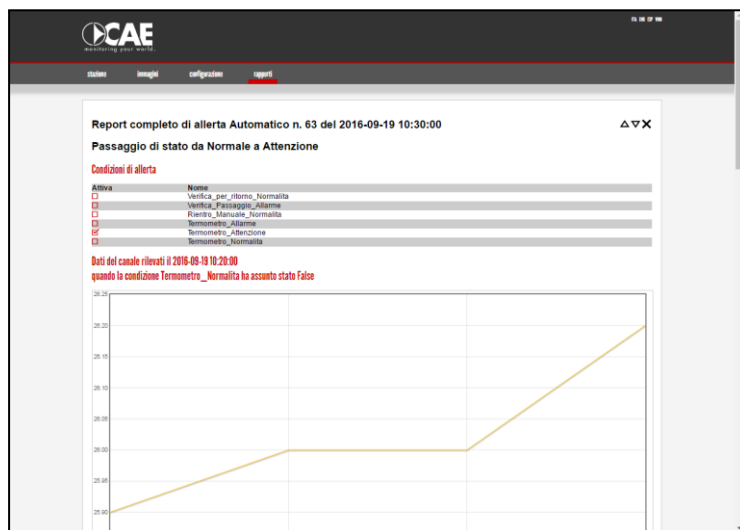 CAE
monitoring your world.
stazione immagini configurazione rapporti
Report completo di allerta Automatico n. 63 del 2016-09-19 10:30:00
Passaggio di stato da Normale a Attenzione
Condizioni di allerta
Attiva Nome
Verifica_per_ritorno_Normalita
Verifica_Passaggio_Allarme
Rientro_Manuale_Normalita
Termometro_Allarme
Termometro_Attenzione
Termometro_Normalita
Dati del canale rilevati il 2016-09-19 10:20:00
quando la condizione Termometro_Normalita ha assunto stato False
26.25
26.20
26.15
26.10
26.05
26.00
25.95
25.90